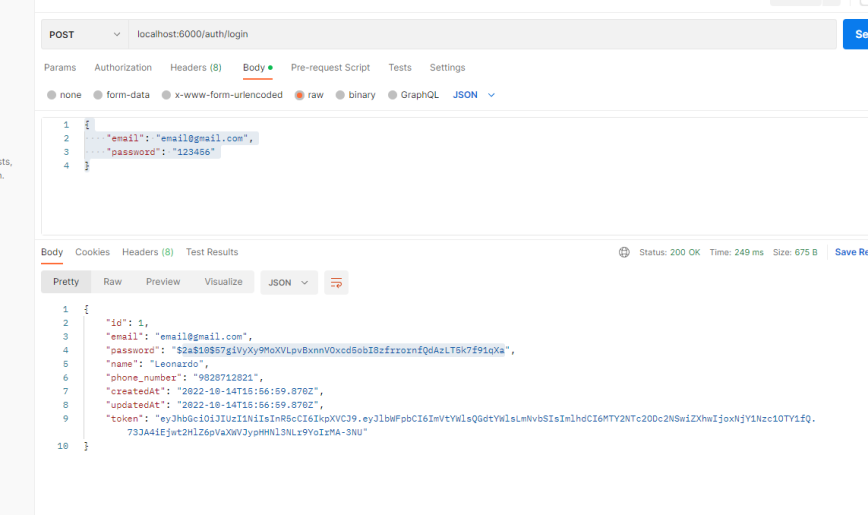 POST
localhost:6000/auth/login
Se
Params Authorization Headers (8) Body Pre-request Script Tests Settings
none form-data x-www-form-urlencoded raw binary GraphQL JSON
sts,
n.
1 {
2 "email": "email@gmail.com",
3 "password": "123456"
4 }
Body Cookies Headers (8) Test Results
Status: 200 OK Time: 249 ms Size: 675 B Save Re
Pretty Raw Preview Visualize JSON
1 {
2 "id": 1,
3 "email": "email@gmail.com",
4 "password": "$2a$10$57giVyXy9MoXVLpvBxnnVOxcd5obI8zfrrornfQdAzLT5k7f91qXa",
5 "name": "Leonardo",
6 "phone_number": "9828712821",
7 "createdAt": "2022-10-14T15:56:59.870Z",
8 "updatedAt": "2022-10-14T15:56:59.870Z",
9 "token": "eyJhbGciOiJIUzI1NiIsInR5cCI6IkpXVCJ9.eyJlbWFpbCI6ImVtYWlsQGdtYWlsLmNvbSIsImlhdCI6MTY2NTc2ODc2NSwiZXhwIjoxNjY1Nzc1OTY1fQ.
73JA4iEjwt2HlZ6pVaXWVJypHHNl3NLr9YoIrMA-3NU"
10 }